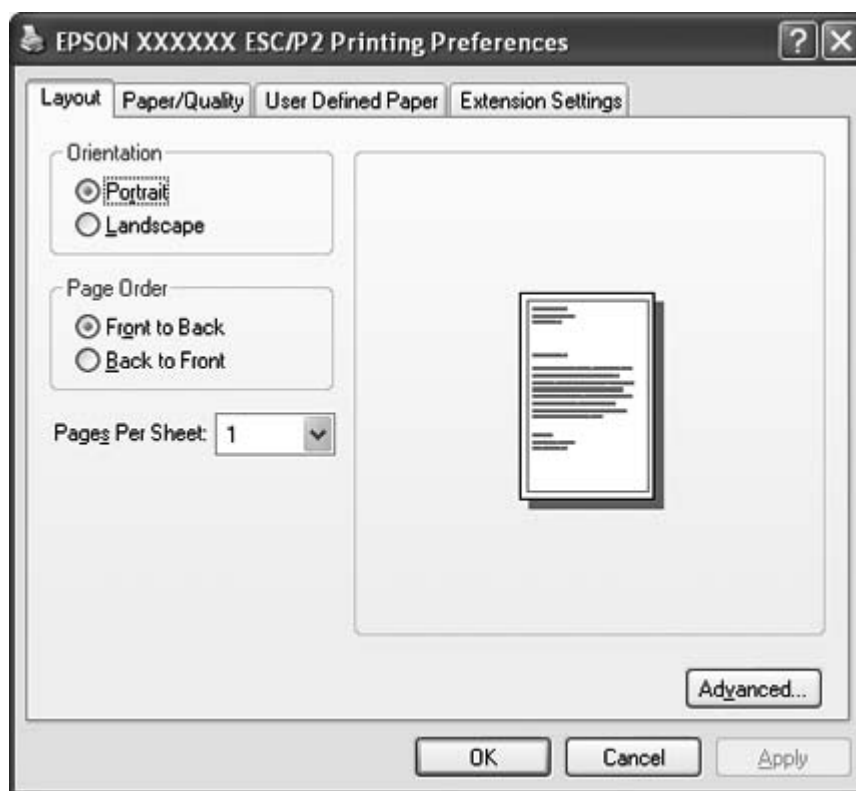 EPSON XXXXXX ESC/P2 Printing Preferences
Layout Paper/Quality User Defined Paper Extension Settings
Orientation
Portrait
Landscape
Page Order
Front to Back
Back to Front
Pages Per Sheet: 1
Advanced...
OK Cancel Apply